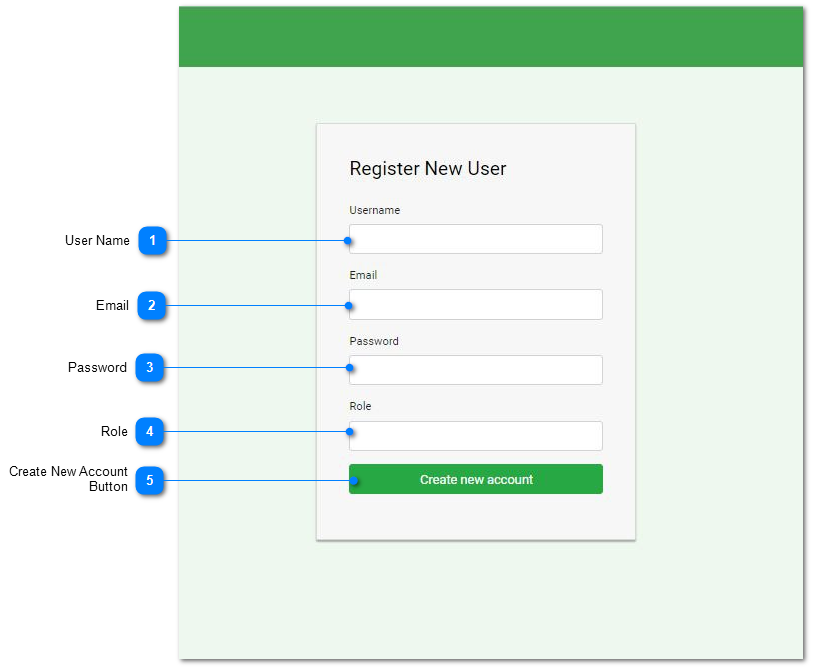 Register New User
Username
User Name 1
Email
Email 2
Password
Password 3
Role
Role 4
Create New Account
Button 5
Create new account